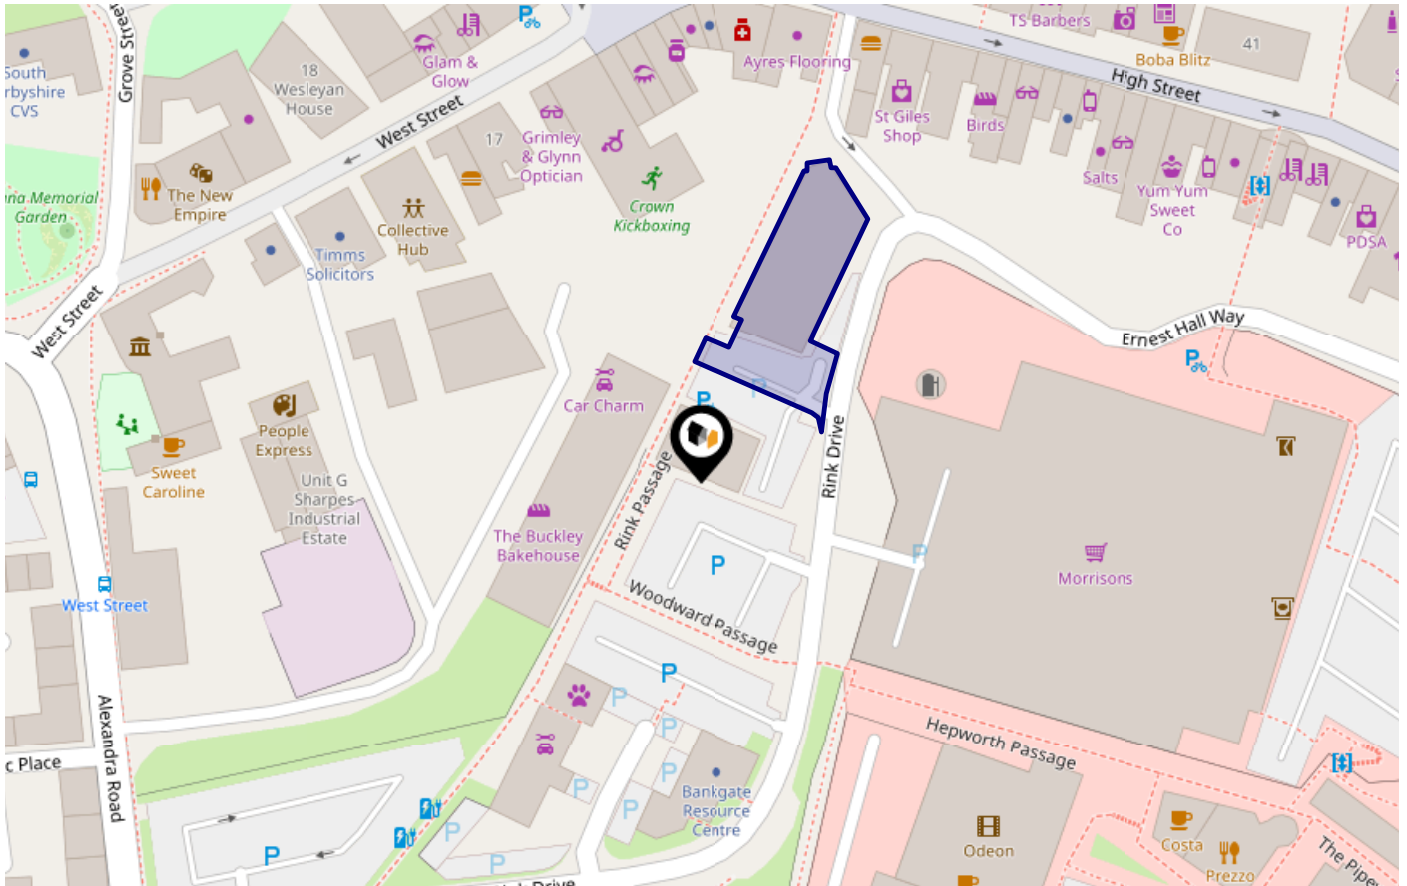 Grove Street
South
rbyshire
CVS
18
Wesleyan
House
Glam &
Glow
West Street
17
Grimley
& Glynn
Optician
Ayres Flooring
TS Barbers
Boba Blitz
41
High Street
St Giles
Shop
Birds
Salts
Yum Yum
Sweet
Co
PDSA
na Memorial
Garden
The New
Empire
Collective
Hub
Timms
Solicitors
Crown
Kickboxing
West Street
Ernest Hall Way
Car Charm
People
Express
Sweet
Caroline
Unit G
Sharpes
Industrial
Estate
The Buckley
Bakehouse
Rink Passage
Rink Drive
P
P
P
P
Morrisons
West Street
Woodward Passage
P
P
P
P
P
P
P
P
P
Alexandra Road
c Place
Hepworth Passage
Bankgate
Resource
Centre
Odeon
Costa
Prezzo
The Pipe
Drive